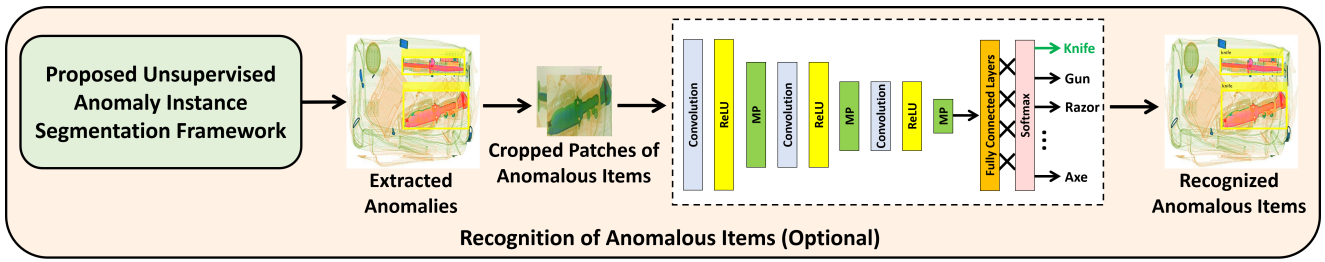 Proposed Unsupervised
Anomaly Instance
Segmentation Framework
Extracted
Anomalies
Cropped Patches of
Anomalous Items
Convolution
ReLU
MP
Convolution
ReLU
MP
Convolution
ReLU
MP
Fully Connected Layers
Softmax
Knife
Gun
Razor
Axe
knife
knife
Recognized
Anomalous Items
Recognition of Anomalous Items (Optional)